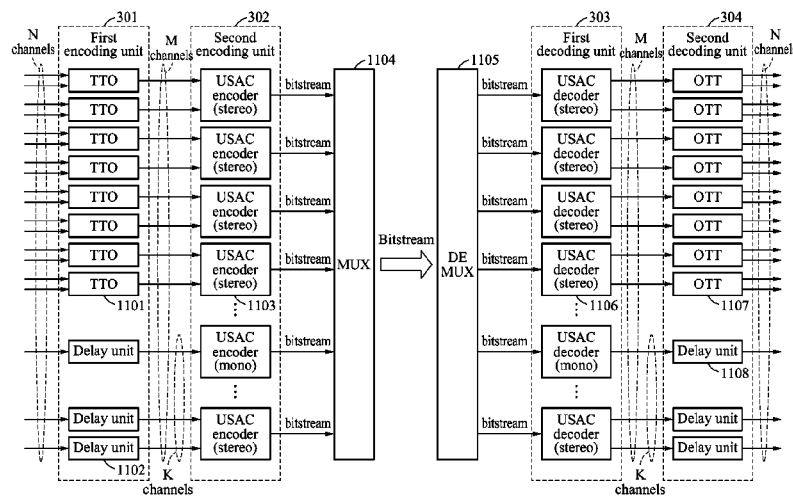 301
302
303
304
N
channels
First
encoding unit
M
channels
Second
encoding unit
1104
1105
First
decoding unit
M
channels
Second
decoding unit
N
channels
TTO
TTO
USAC
encoder
(stereo)
bitstream
bitstream
USAC
decoder
(stereo)
OTT
OTT
TTO
TTO
USAC
encoder
(stereo)
bitstream
bitstream
USAC
decoder
(stereo)
OTT
OTT
TTO
TTO
USAC
encoder
(stereo)
bitstream
bitstream
USAC
decoder
(stereo)
OTT
OTT
TTO
TTO
USAC
encoder
(stereo)
bitstream
MUX
Bitstream
DE
MUX
bitstream
USAC
decoder
(stereo)
OTT
OTT
1101
1103
1106
1107
Delay unit
USAC
encoder
(mono)
bitstream
bitstream
USAC
decoder
(mono)
Delay unit
1108
Delay unit
Delay unit
USAC
encoder
(stereo)
bitstream
bitstream
USAC
decoder
(stereo)
Delay unit
Delay unit
1102
K
channels
K
channels